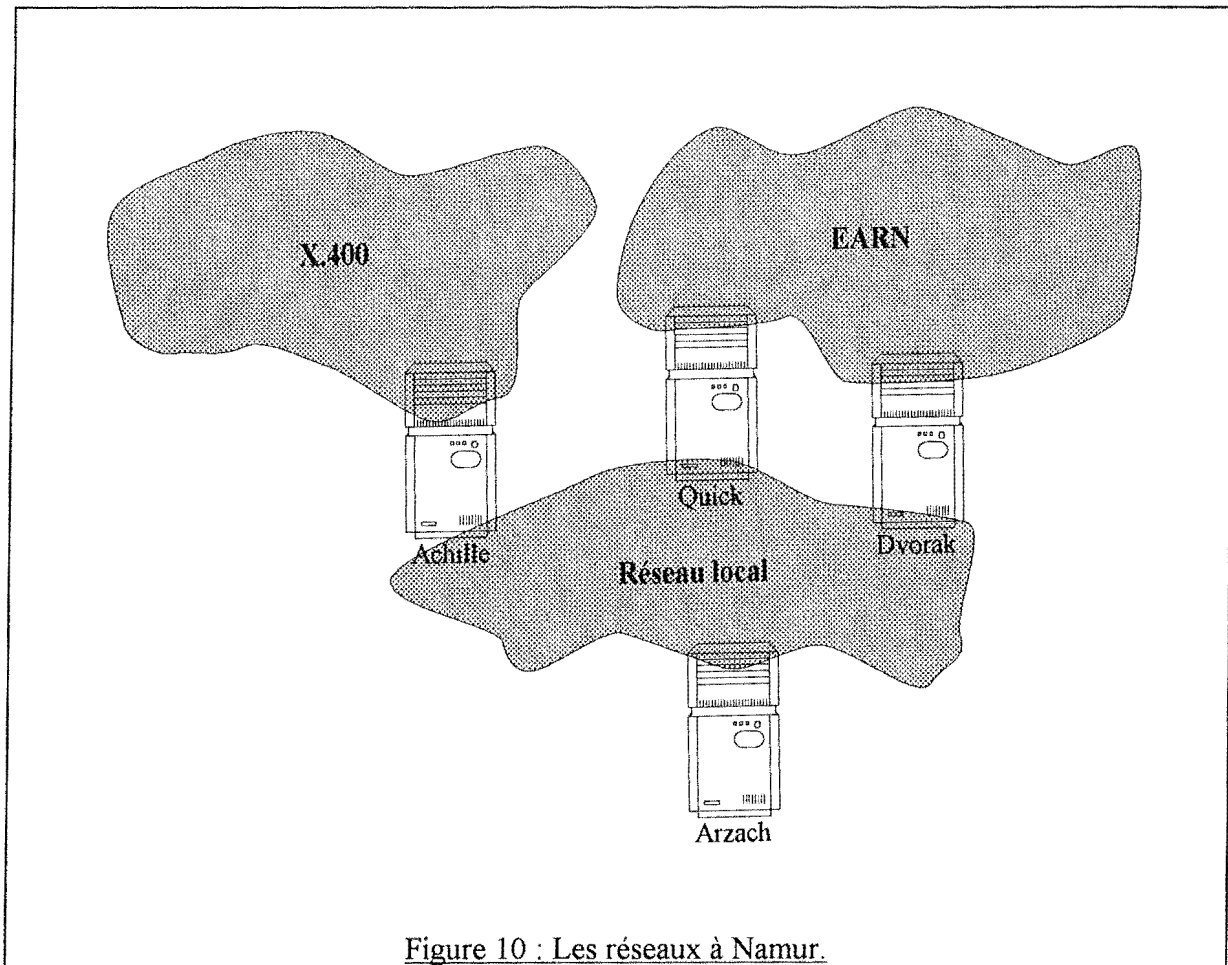 X.400
EARN
Quick
Achille
Dvorak
Réseau local
Arzach
Figure 10 : Les réseaux à Namur.